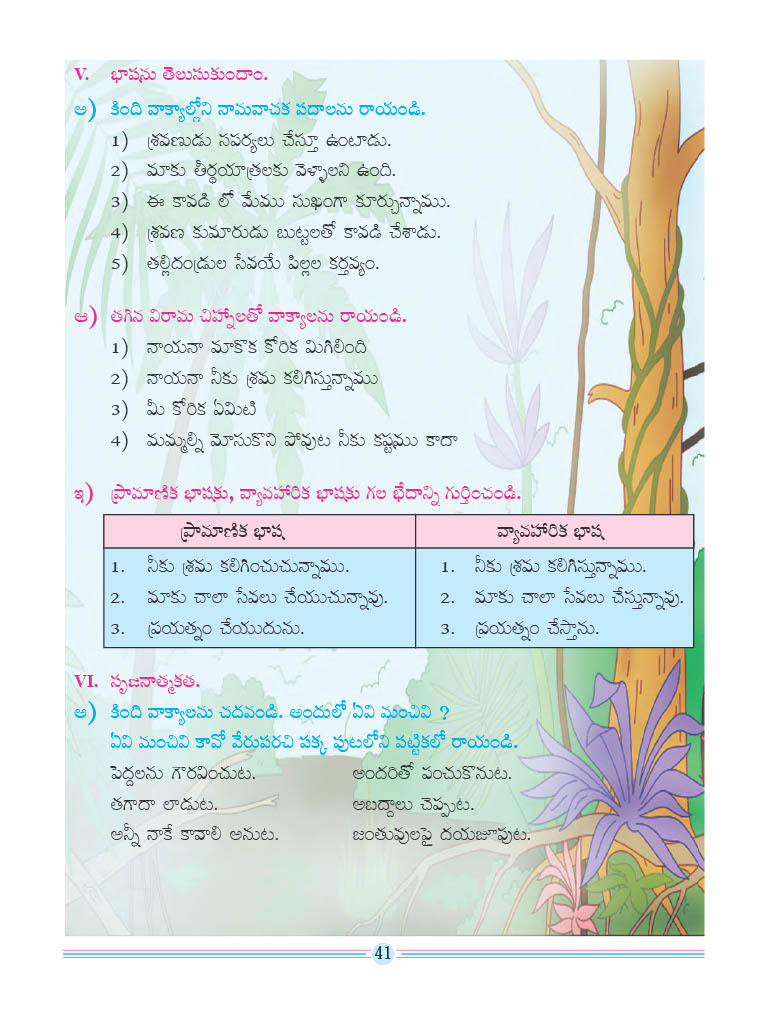 V. భాషను తెలుసుకుందాం.
అ) కింది వాక్యాల్లోని నామవాచక పదాలను రాయండి.
1) శ్రవణుడు సపర్యలు చేస్తూ ఉంటాడు.
2) మాకు తీర్థయాత్రలకు వెళ్ళాలని ఉంది.
3) ఈ కావడి లో మేము సుఖంగా కూర్చున్నాము.
4) శ్రవణ కుమారుడు బుట్టలతో కావడి చేశాడు.
5) తల్లిదండ్రుల సేవయే పిల్లల కర్తవ్యం.
ఆ) తగిన విరామ చిహ్నాలతో వాక్యాలను రాయండి.
1) నాయనా మాకొక కోరిక మిగిలింది
2) నాయనా నీకు శ్రమ కలిగిస్తున్నాము
3) మీ కోరిక ఏమిటి
4) మమ్మల్ని మోసుకొని పోవుట నీకు కష్టము కాదా
ఇ) ప్రామాణిక భాషకు, వ్యావహారిక భాషకు గల భేదాన్ని గుర్తించండి.
ప్రామాణిక భాష వ్యావహారిక భాష
1. నీకు శ్రమ కలిగించుచున్నాము. 1. నీకు శ్రమ కలిగిస్తున్నాము.
2. మాకు చాలా సేవలు చేయుచున్నావు. 2. మాకు చాలా సేవలు చేస్తున్నావు.
3. ప్రయత్నం చేయుదును. 3. ప్రయత్నం చేస్తాను.
VI. సృజనాత్మకత.
అ) కింది వాక్యాలను చదవండి. అందులో ఏవి మంచివి ?
ఏవి మంచివి కావో వేరుపరచి పక్క పుటలోని పట్టికలో రాయండి.
పెద్దలను గౌరవించుట. అందరితో పంచుకొనుట.
తగాదా లాడుట. అబద్దాలు చెప్పుట.
అన్నీ నాకే కావాలి అనుట. జంతువులపై దయజూపుట.
41